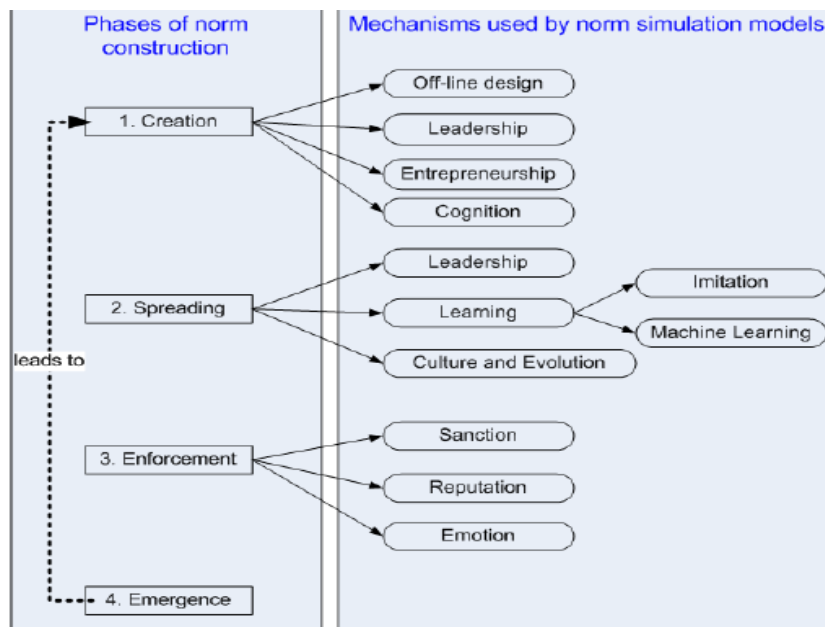 Phases of norm
construction
Mechanisms used by norm simulation models
1. Creation
Off-line design
Leadership
Entrepreneurship
Cognition
2. Spreading
Leadership
Learning
Culture and Evolution
Imitation
Machine Learning
leads to
3. Enforcement
Sanction
Reputation
Emotion
4. Emergence